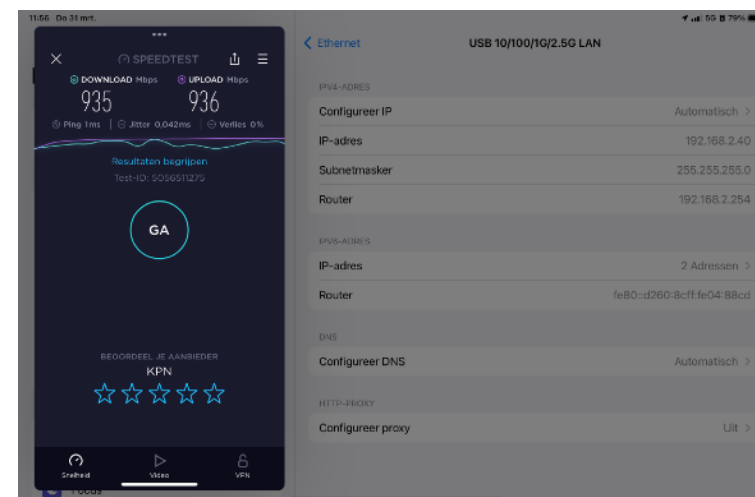 11:56 Do 31 mrt.
5G 79%
SPEEDTEST
DOWNLOAD Mbps UPLOAD Mbps
935 936
Ping 1ms Jitter 0,042ms Verlies 0%
Resultaten begrijpen
Test-ID: 5056511275
GA
BEOORDEEL JE AANBIEDER
KPN
Snelheid Video VPN
Focus
Ethernet USB 10/100/1G/2.5G LAN
IPV4-ADRES
Configureer IP Automatisch
IP-adres 192.168.2.40
Subnetmasker 255.255.255.0
Router 192.168.2.254
IPV6-ADRES
IP-adres 2 Adressen
Router fe80::d260:8cff:fe04:88cd
DNS
Configureer DNS Automatisch
HTTP-PROXY
Configureer proxy Uit